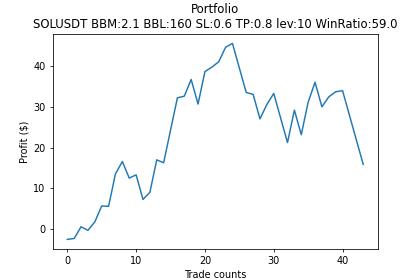 Portfolio
SOLUSDT BBM:2.1 BBL:160 SL:0.6 TP:0.8 lev:10 WinRatio:59.0
Profit ($)
40
30
20
10
0
0
10
20
30
40
Trade counts